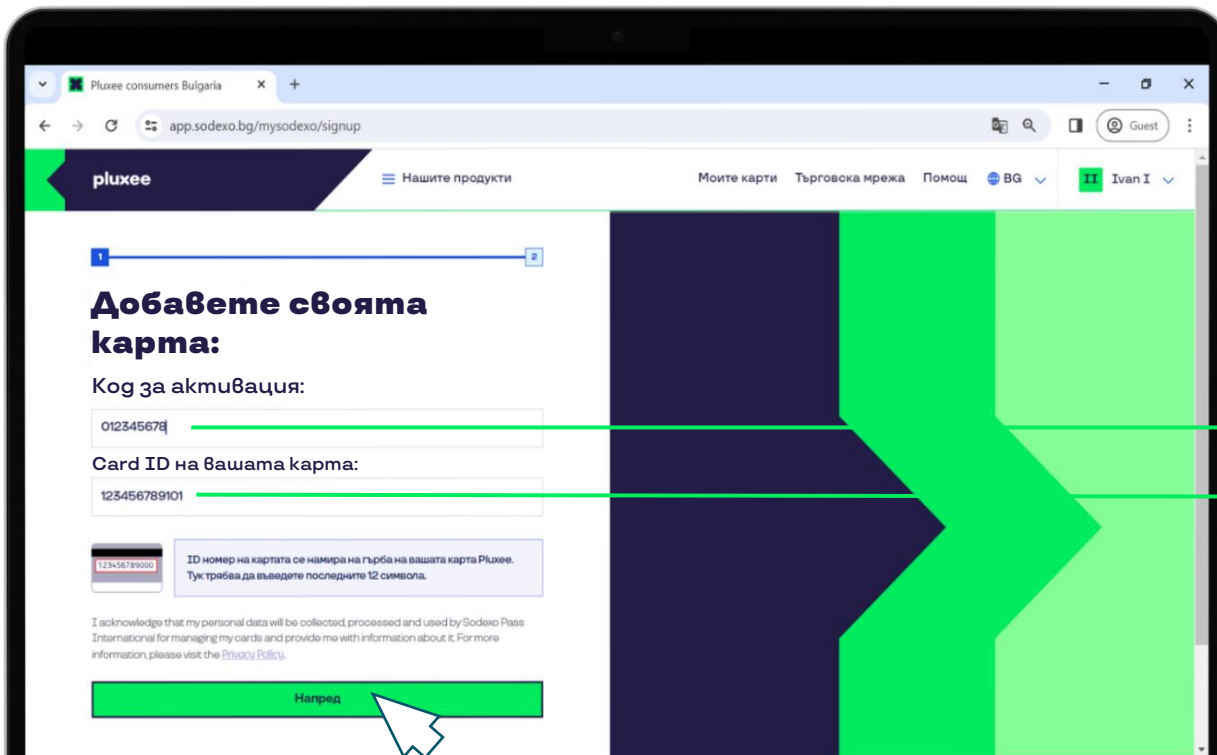 Pluxee consumers Bulgaria
app.sodexo.bg/mysodexo/signup
Guest
pluxee
Нашите продукти
Моите карти
Търговска мрежа
Помощ
BG
II
Ivan I
1
2
Добавете своята
карта:
Код за активация:
012345678
Card ID на вашата карта:
123456789101
123456789000
ID номер на картата се намира на гърба на вашата карта Pluxee.
Тук трябва да въведете последните 12 символа.
I acknowledge that my personal data will be collected, processed and used by Sodexo Pass
International for managing my cards and provide me with information about it. For more
information, please visit the Privacy Policy.
Напред